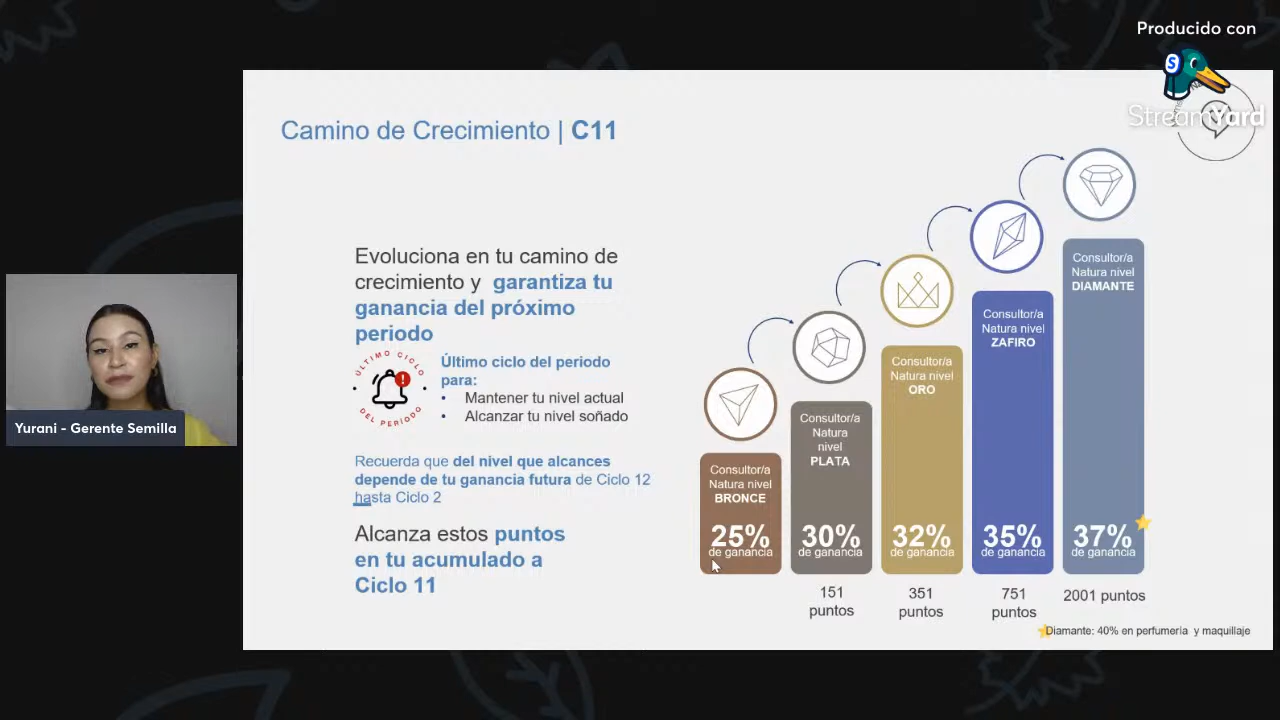 Producido con
StreamYard
Camino de Crecimiento | C11
Evoluciona en tu camino de
crecimiento y garantiza tu
ganancia del próximo
periodo
ÚLTIMO CICLO
DEL PERÍODO
Último ciclo del periodo
para:
• Mantener tu nivel actual
• Alcanzar tu nivel soñado
Recuerda que del nivel que alcances
depende de tu ganancia futura de Ciclo 12
hasta Ciclo 2
Alcanza estos puntos
en tu acumulado a
Ciclo 11
Consultor/a
Natura nivel
BRONCE
25%
de ganancia
Consultor/a
Natura
nivel
PLATA
30%
de ganancia
151
puntos
Consultor/a
Natura nivel
ORO
32%
de ganancia
351
puntos
Consultor/a
Natura nivel
ZAFIRO
35%
de ganancia
751
puntos
Consultor/a
Natura nivel
DIAMANTE
37%
de ganancia
2001 puntos
Diamante: 40% en perfumería y maquillaje
Yurani - Gerente Semilla